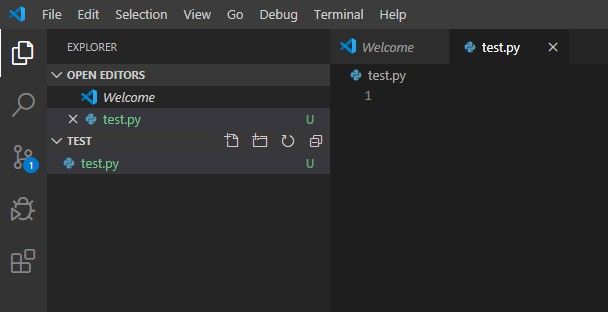 File Edit Selection View Go Debug Terminal Help
EXPLORER
OPEN EDITORS
Welcome
test.py U
TEST
test.py U
1
Welcome test.py
test.py
1